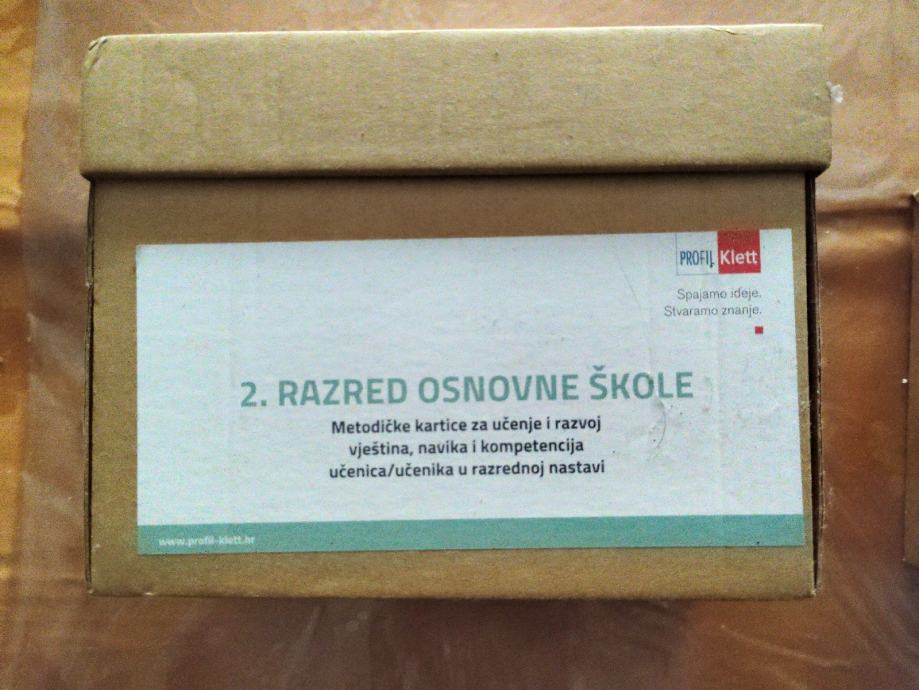 PROFIL Klett
Spajamo ideje.
Stvaramo znanje.
2. RAZRED OSNOVNE ŠKOLE
Metodičke kartice za učenje i razvoj
vještina, navika i kompetencija
učenica/učenika u razrednoj nastavi
www.profil-klett.hr